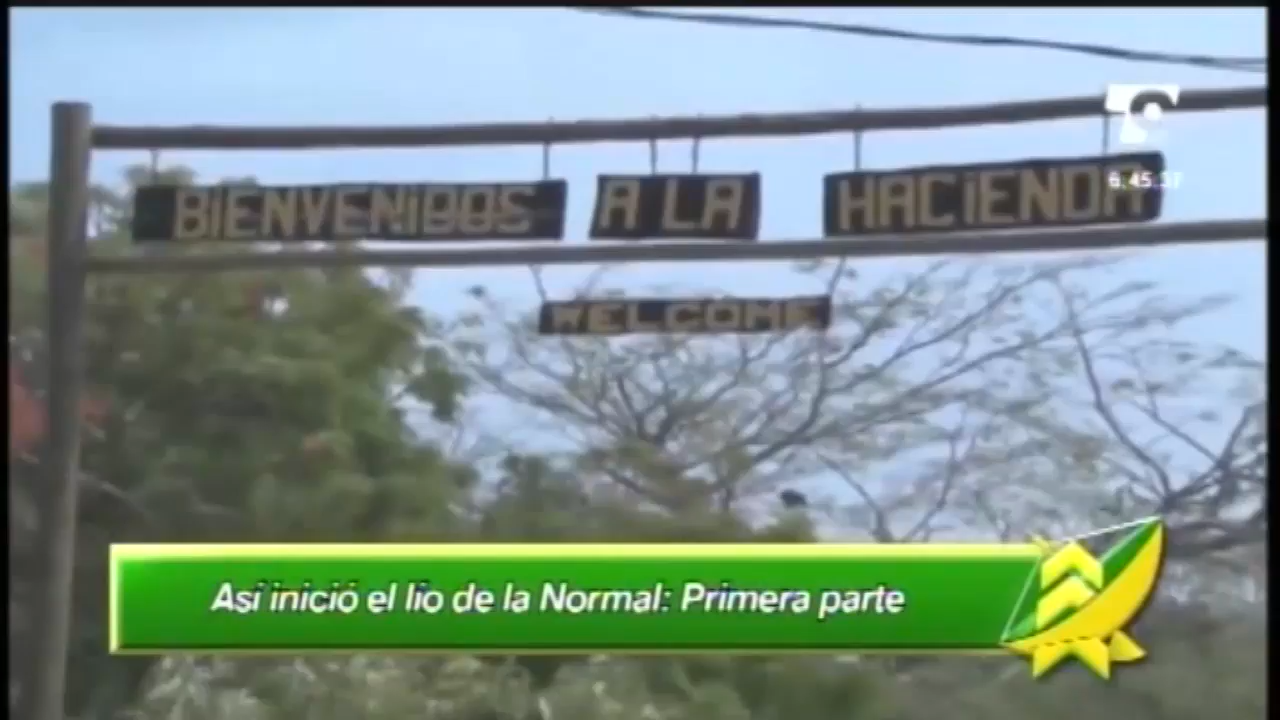 BIENVENIDOS A LA HACIENDA
6:45:37
WELCOME
Así inició el lío de la Normal: Primera parte